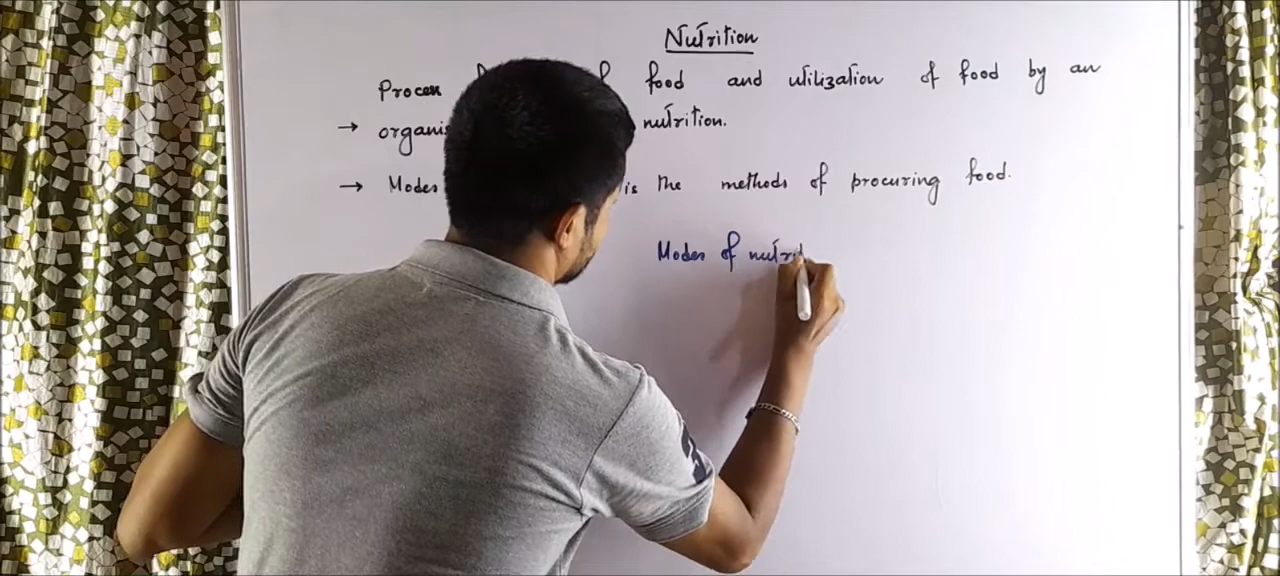 Nutrition
Process food and utilization of food by an
→ organis nutrition.
→ Modes is the methods of procuring food.
Modes of nutri